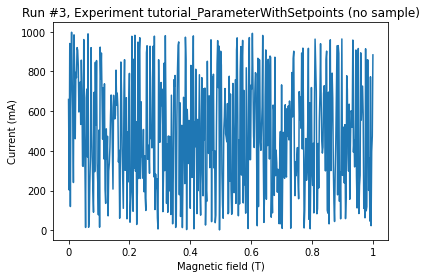 Run #3, Experiment tutorial_ParameterWithSetpoints (no sample)
1000
800
600
400
200
0
Current (mA)
0 0.2 0.4 0.6 0.8 1
Magnetic field (T)